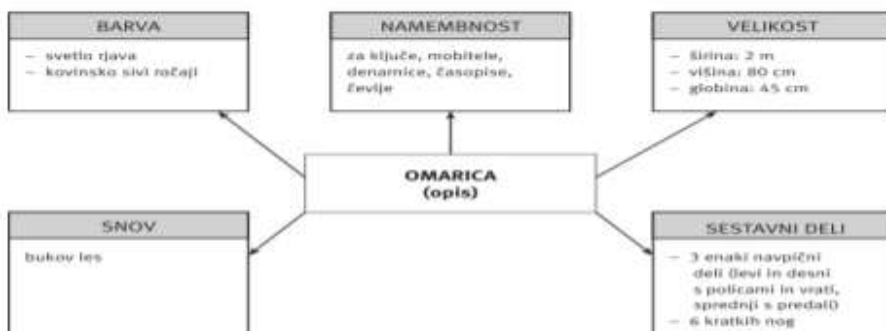 BARVA
– svetlo rjava
– kovinsko sivi ročaji
NAMEMBNOST
za ključe, mobitele,
denarnice, časopise,
čevlje
VELIKOST
– širina: 2 m
– višina: 80 cm
– globina: 45 cm
OMARICA
(opis)
SNOV
bukov les
SESTAVNI DELI
– 3 enaki navpični
deli (levi in desni
s policami in vrati,
sprednji s predali)
– 6 kratkih nog